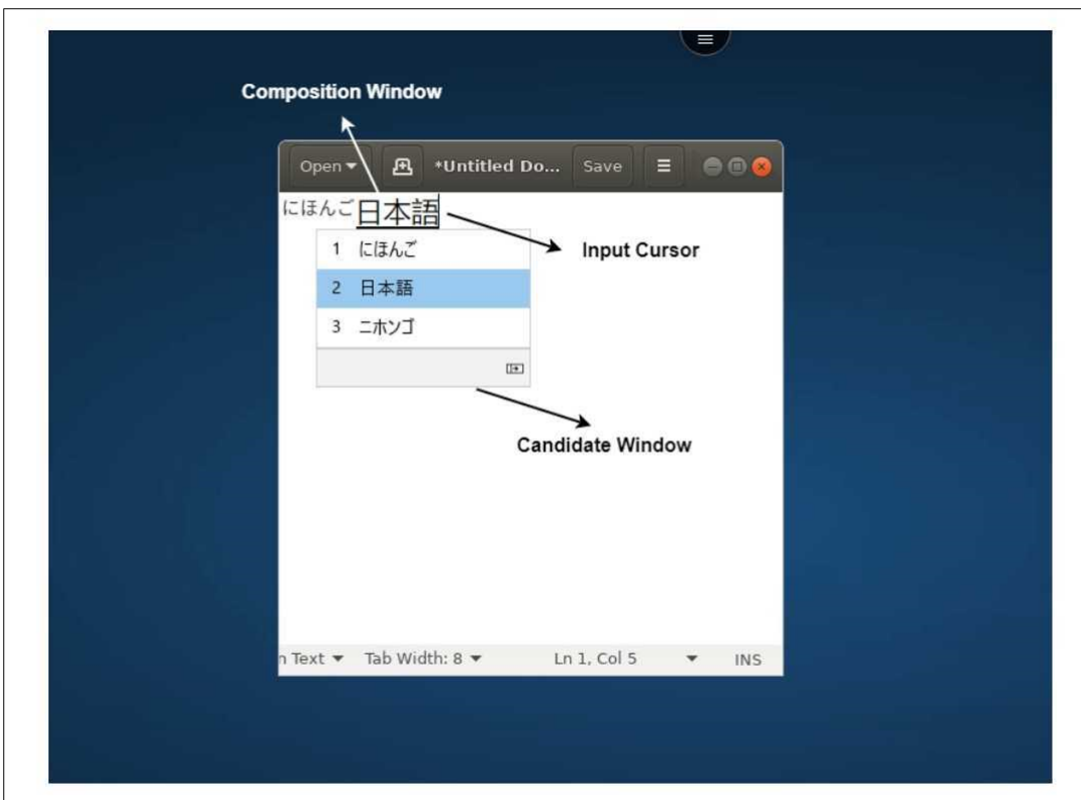 Composition Window
Open *Untitled Do... Save
にほんご日本語
1 にほんご
Input Cursor
2 日本語
3 ニホンゴ
Candidate Window
n Text Tab Width: 8 Ln 1, Col 5 INS